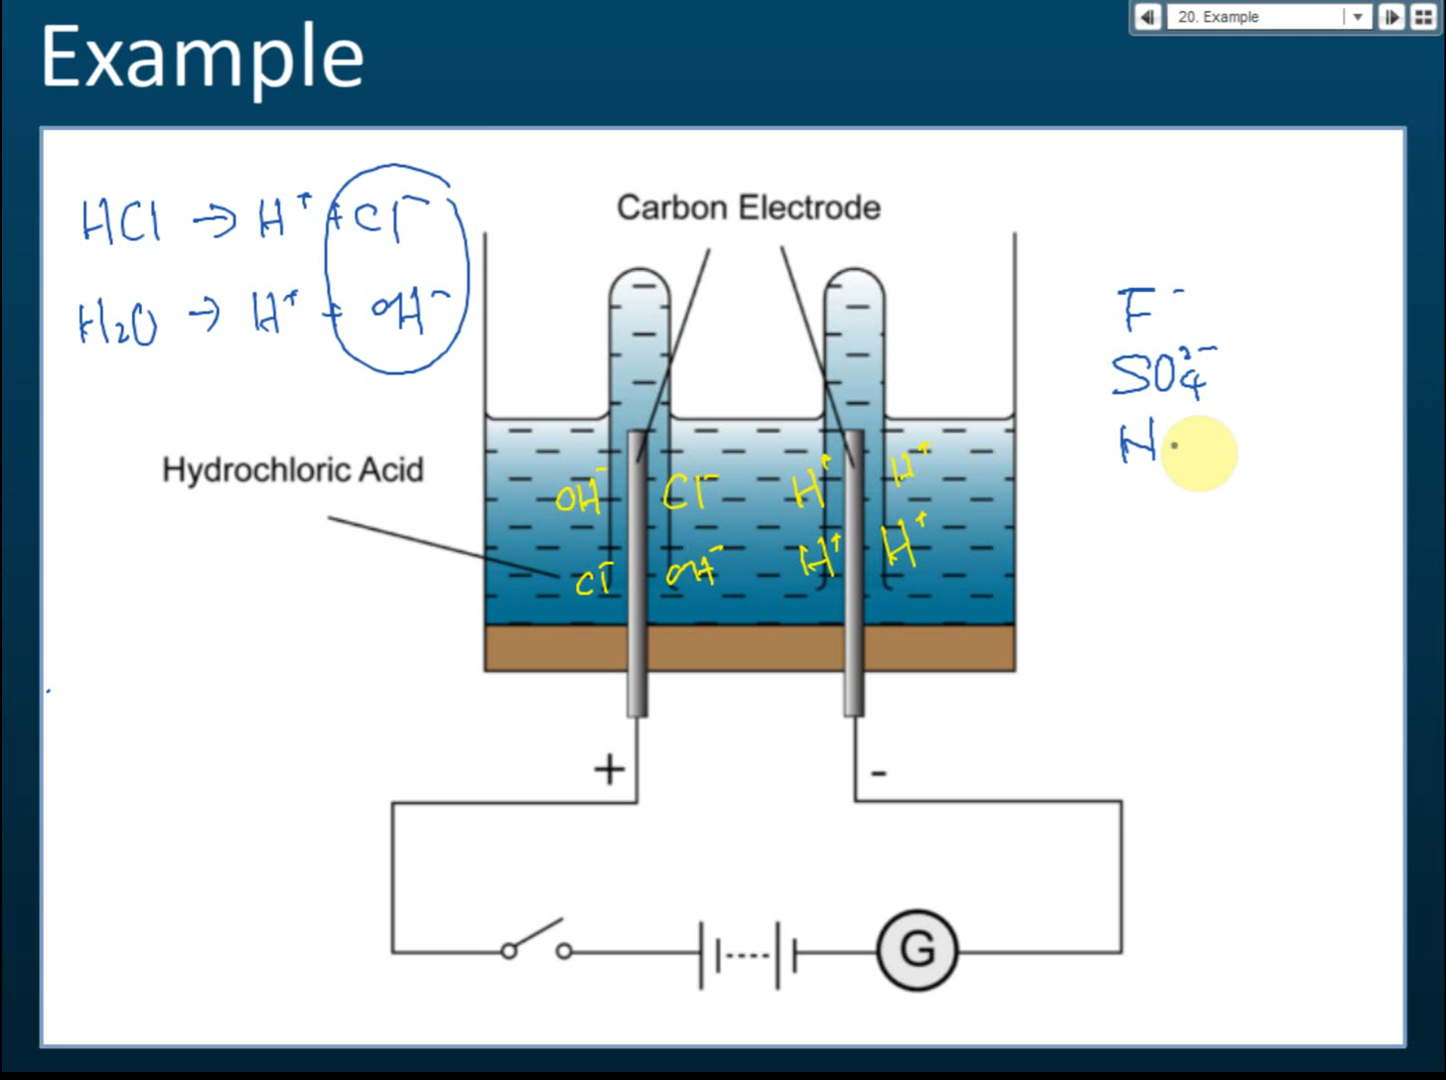 20. Example
Example
HCl → H⁺ + Cl⁻
H₂O → H⁺ + OH⁻
Carbon Electrode
F⁻
SO₄²⁻
N
Hydrochloric Acid
OH⁻ Cl⁻ H⁺ H⁺
Cl⁻ OH⁻ H⁺ H⁺
+ -
G